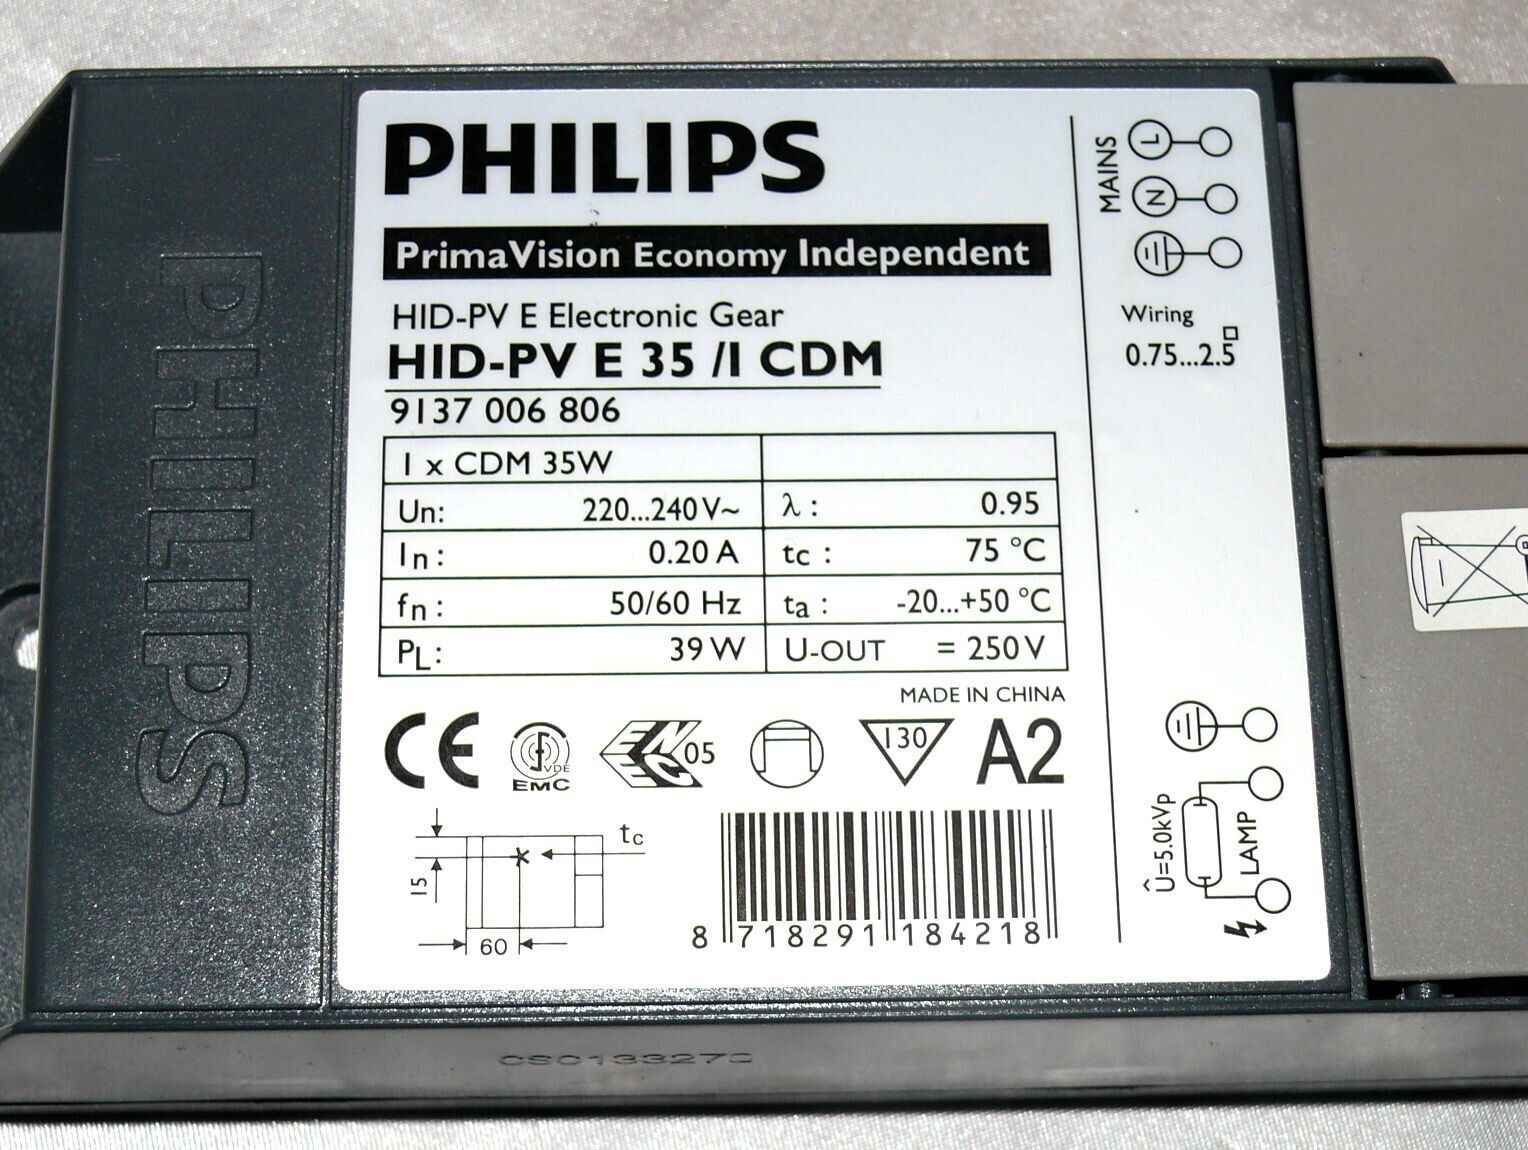 PHILIPS
PHILIPS
PrimaVision Economy Independent
HID-PV E Electronic Gear
HID-PV E 35 /I CDM
9137 006 806
1 x CDM 35W
Un: 220...240V~ λ: 0.95
In: 0.20 A tc: 75 °C
fn: 50/60 Hz ta: -20...+50 °C
PL: 39 W U-OUT = 250V
MADE IN CHINA
CE VDE EMC ENEC 05 130 A2
tc
15
60
8 718291 184218
MAINS
L
N
Wiring
0.75...2.5□
Û=5.0kVp
LAMP